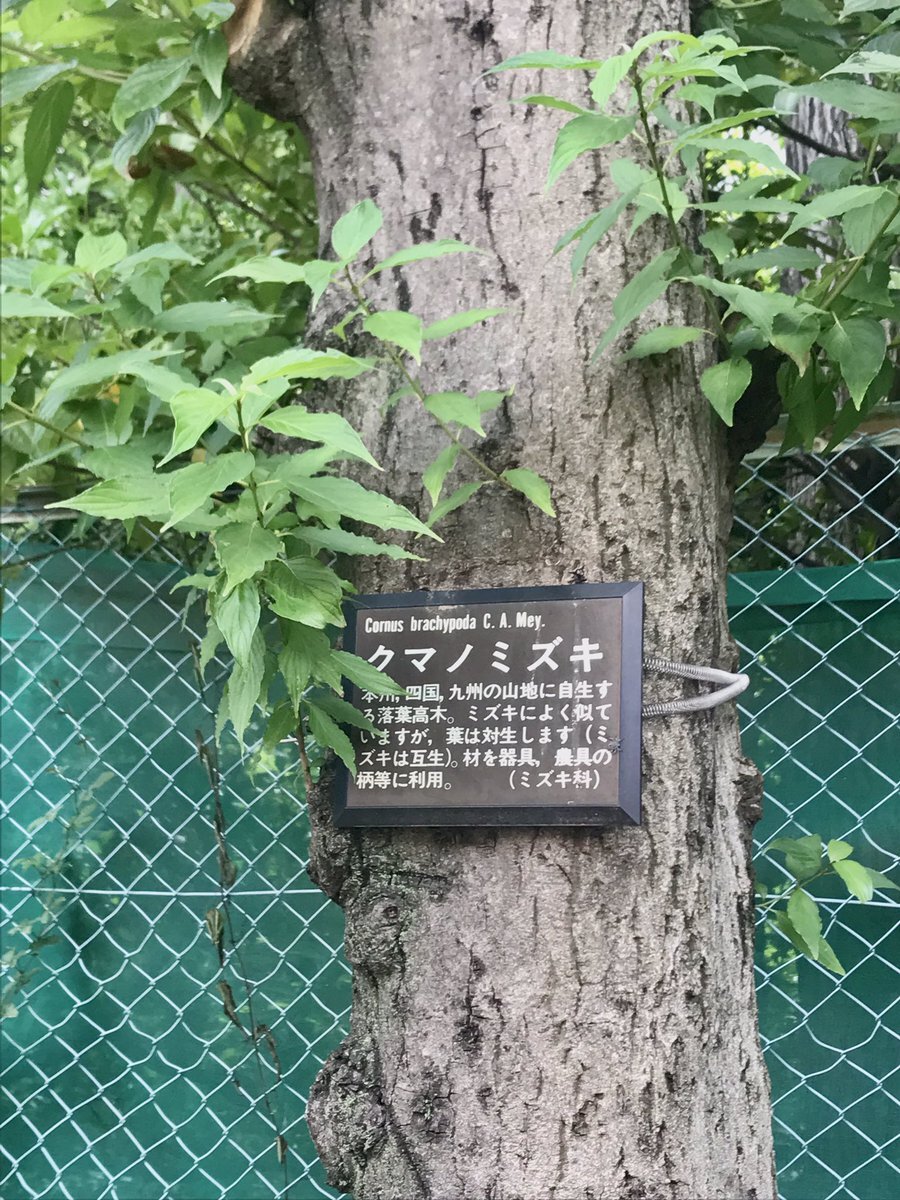 Cornus brachypoda C. A. Mey.
クマノミズキ
本州, 四国, 九州の山地に自生す
る落葉高木。ミズキによく似て
いますが, 葉は対生します (ミ
ズキは互生)。材を器具, 農具の
柄等に利用。 (ミズキ科)